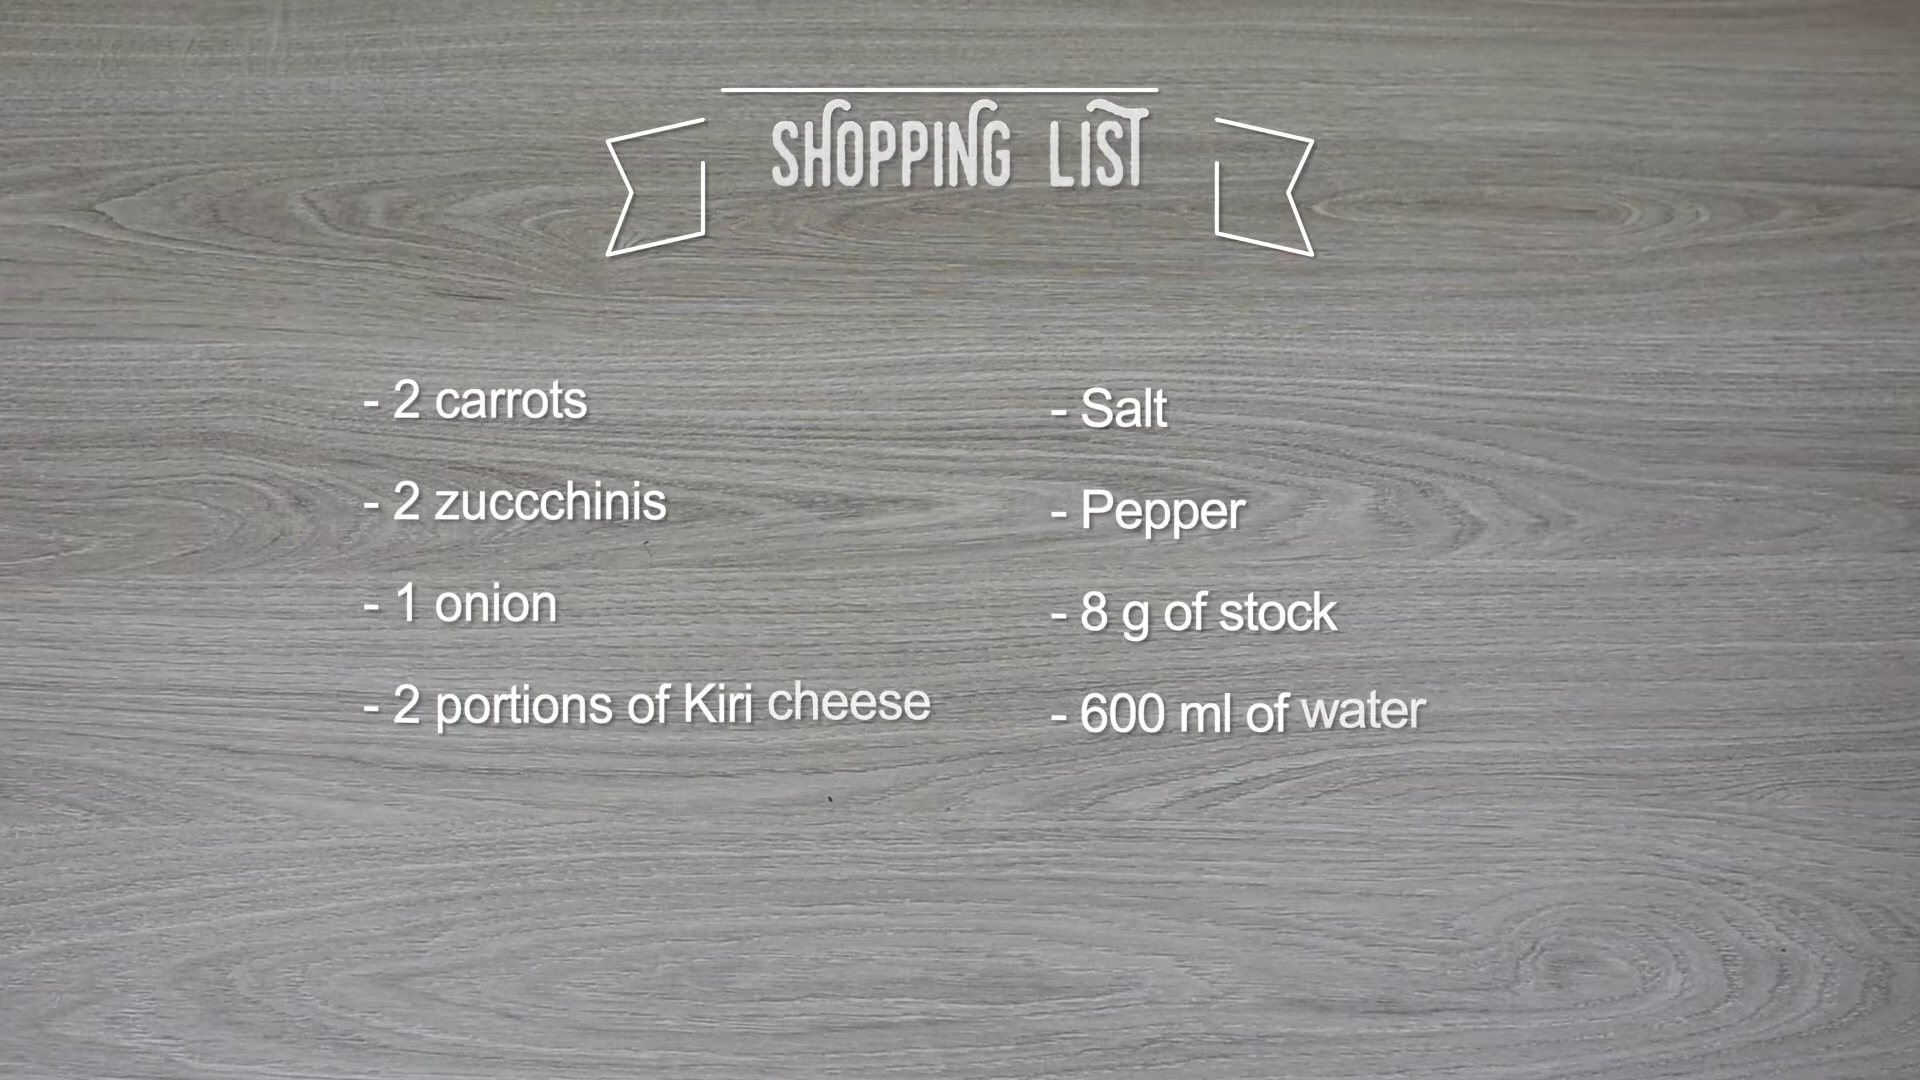 SHOPPING LIST
- 2 carrots
- 2 zuccchinis
- 1 onion
- 2 portions of Kiri cheese
- Salt
- Pepper
- 8 g of stock
- 600 ml of water